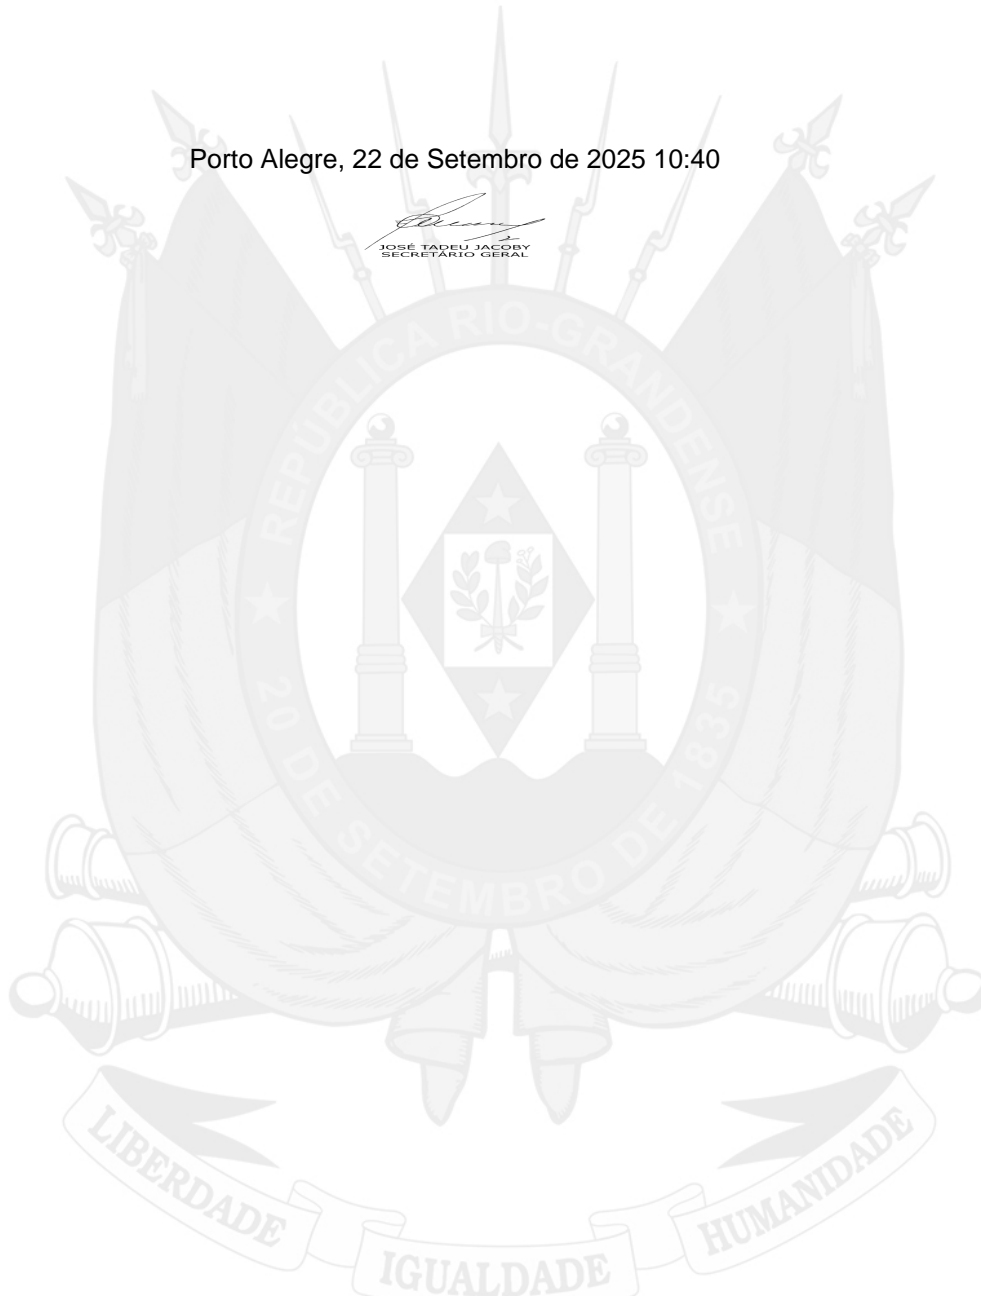 Porto Alegre, 22 de Setembro de 2025 10:40
JOSÉ TADEU JACOBY
SECRETÁRIO GERAL
REPÚBLICA RIO-GRANDENSE
20 DE SETEMBRO DE 1835
LIBERDADE
IGUALDADE
HUMANIDADE